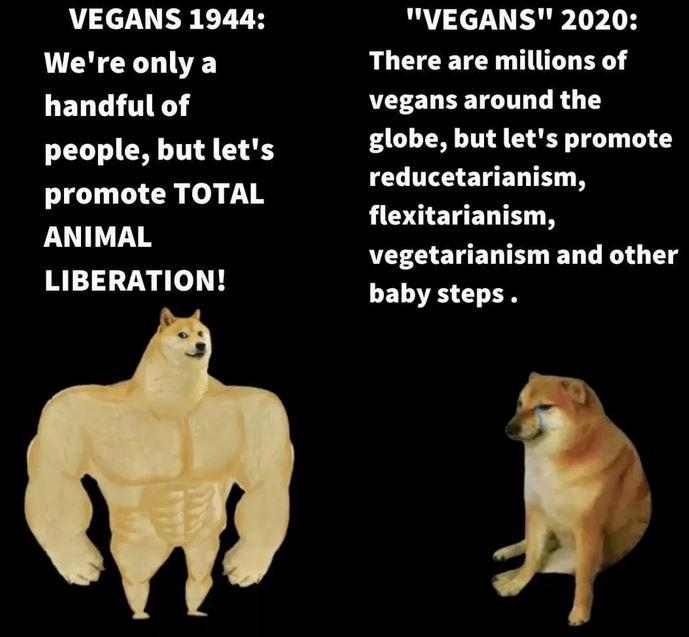 VEGANS 1944:
We're only a
handful of
people, but let's
promote TOTAL
ANIMAL
LIBERATION!
"VEGANS" 2020:
There are millions of
vegans around the
globe, but let's promote
reducetarianism,
flexitarianism,
vegetarianism and other
baby steps .